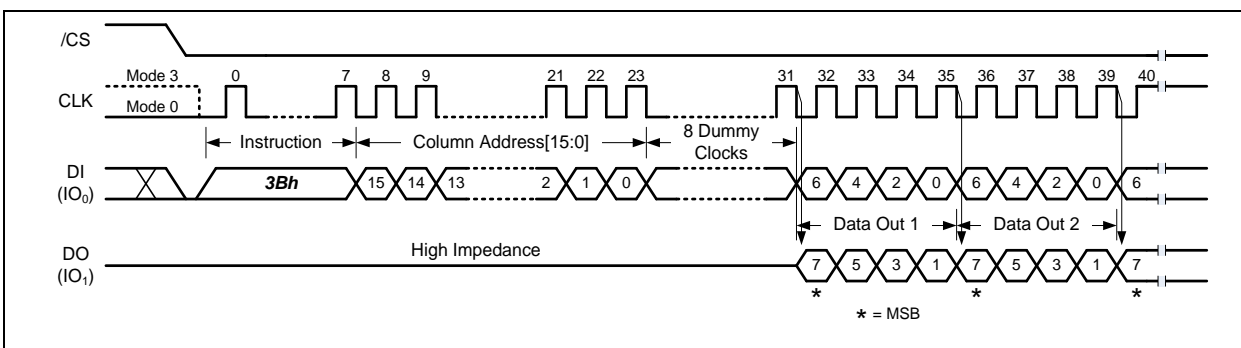 /CS
Mode 3 0 7 8 9 21 22 23 31 32 33 34 35 36 37 38 39 40
CLK
Mode 0
Instruction Column Address[15:0] 8 Dummy
Clocks
DI
(IO0) 3Bh 15 14 13 2 1 0 6 4 2 0 6 4 2 0 6
Data Out 1 Data Out 2
High Impedance
DO
(IO1) 7 5 3 1 7 5 3 1 7
* * *
* = MSB